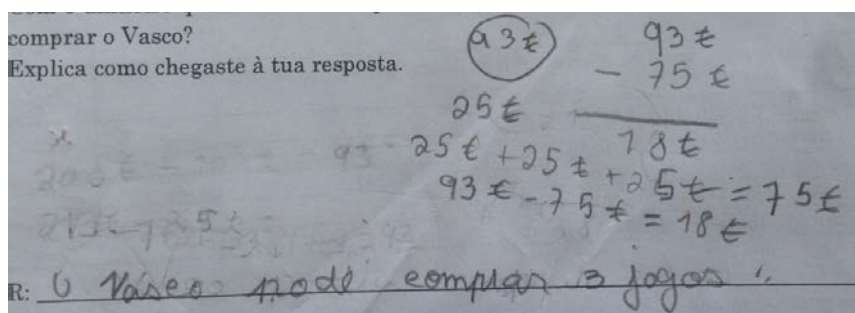 comprar o Vasco?
Explica como chegaste à tua resposta.
93€
93€
- 75€
18€
25€
25€ + 25€ + 25€ = 75€
93€ - 75€ = 18€
R: O Vasco pode comprar 3 jogos